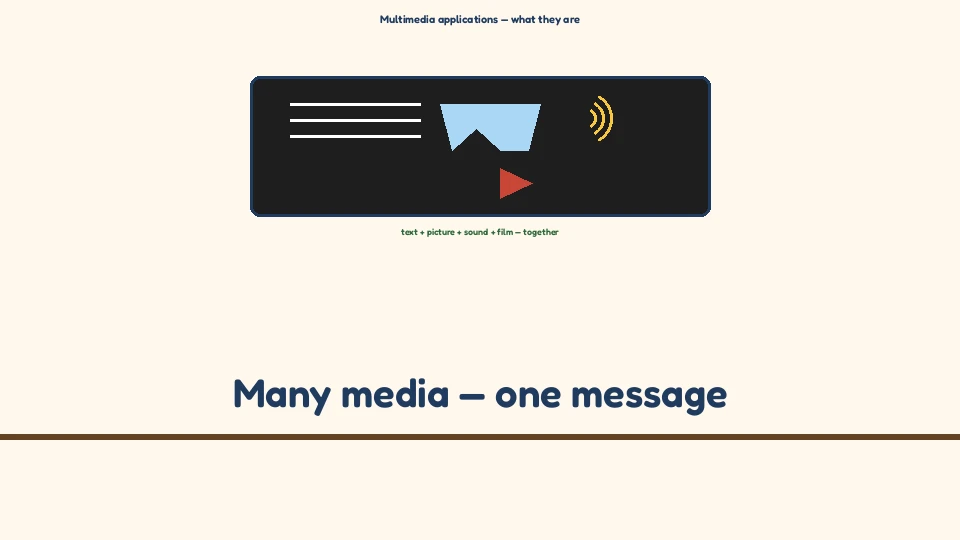 Multimedia applications — what they are
text + picture + sound + film — together
Many media — one message